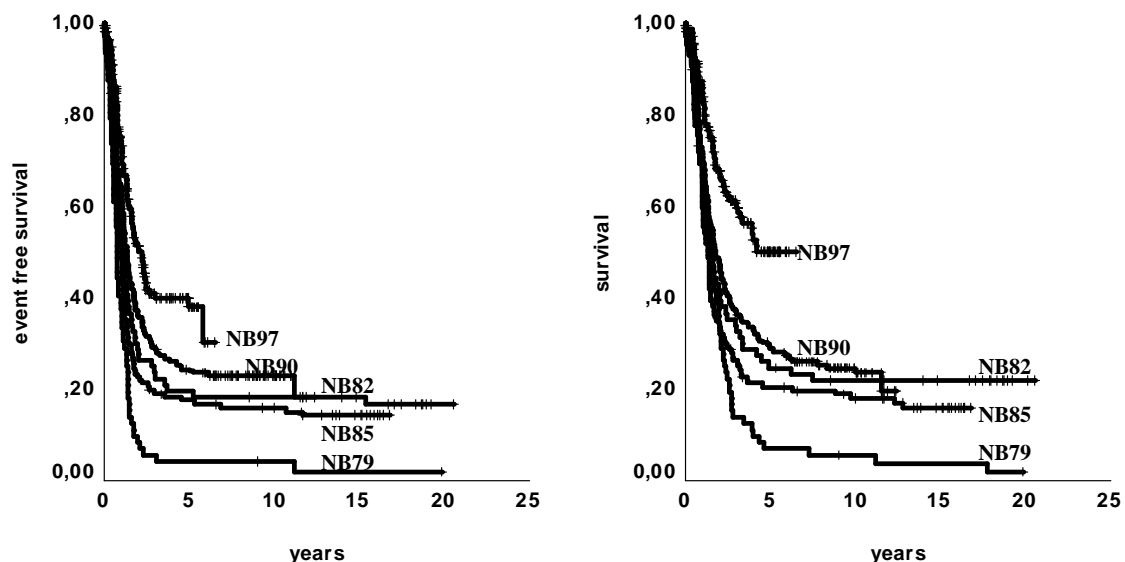 1,00
,80
,60
,40
,20
0,00
event free survival
NB97
NB90
NB82
NB85
NB79
0 5 10 15 20 25
years
1,00
,80
,60
,40
,20
0,00
survival
NB97
NB90
NB82
NB85
NB79
0 5 10 15 20 25
years